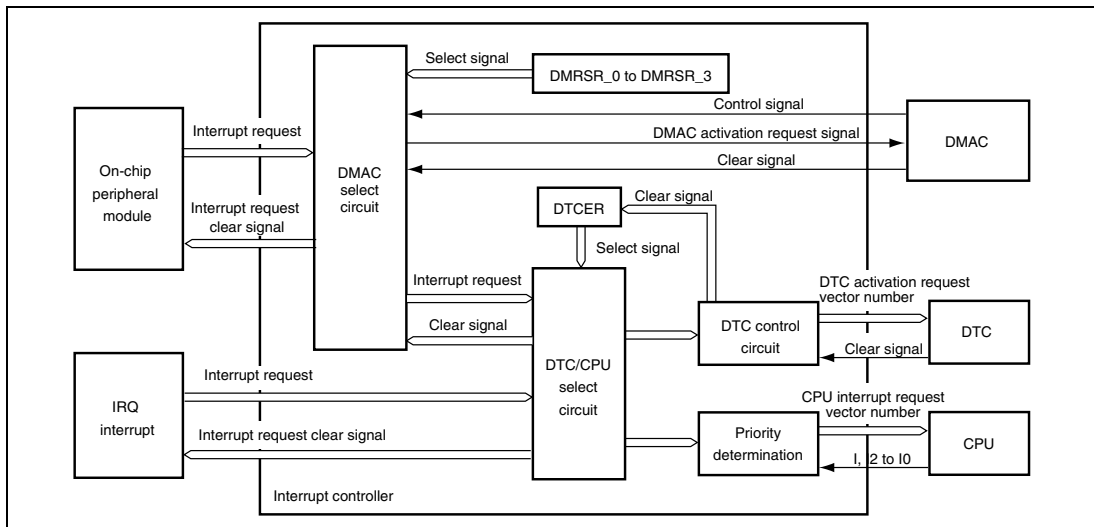 Select signal
DMRSR_0 to DMRSR_3
Control signal
Interrupt request
DMAC activation request signal
DMAC
On-chip
peripheral
module
DMAC
select
circuit
Clear signal
Interrupt request
clear signal
DTCER
Clear signal
Select signal
Interrupt request
DTC activation request
vector number
Clear signal
DTC control
circuit
DTC
Clear signal
DTC/CPU
select
circuit
Interrupt request
IRQ
interrupt
CPU interrupt request
vector number
Interrupt request clear signal
Priority
determination
CPU
I, I2 to I0
Interrupt controller